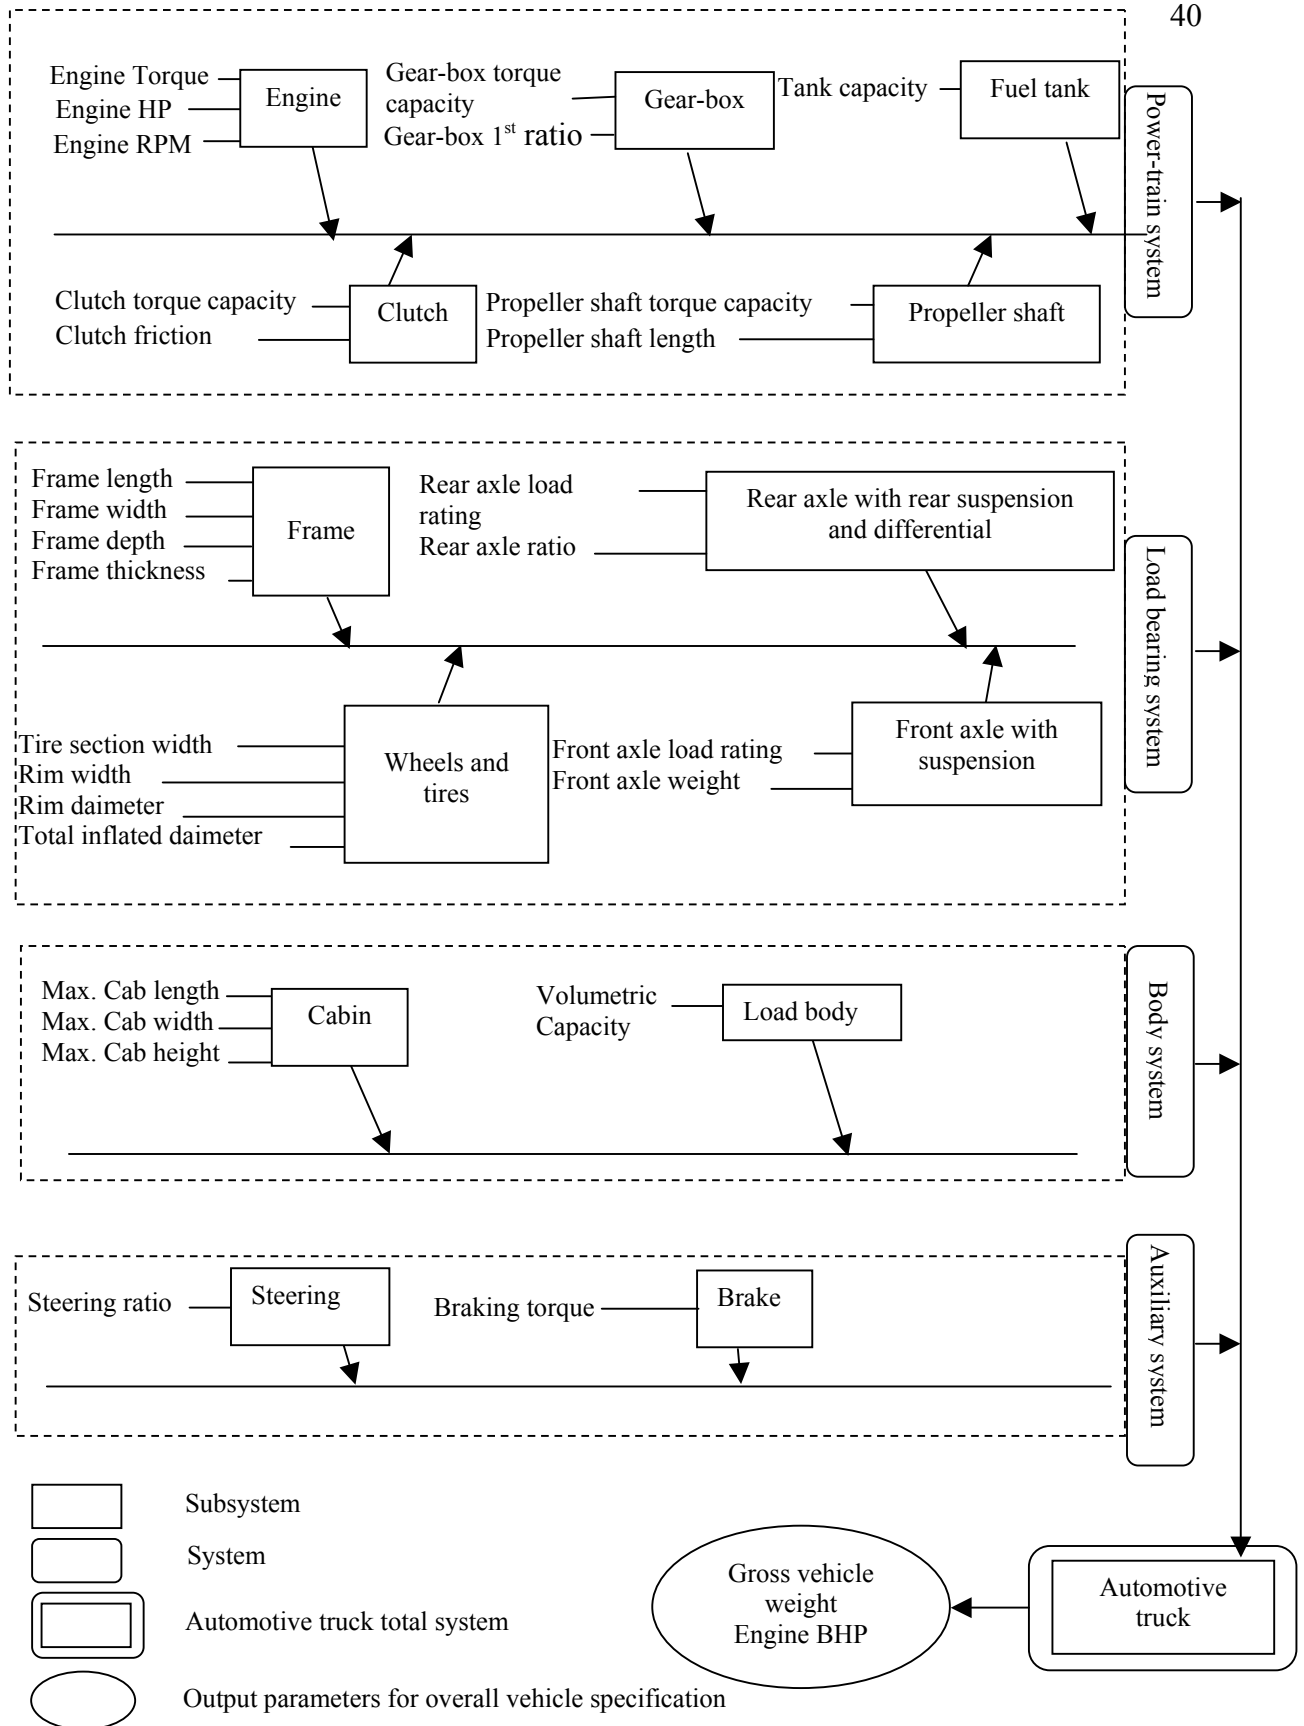 40
Engine Torque
Engine HP
Engine RPM
Engine
Gear-box torque
capacity
Gear-box 1st ratio
Gear-box
Tank capacity
Fuel tank
Power-train system
Clutch torque capacity
Clutch friction
Clutch
Propeller shaft torque capacity
Propeller shaft length
Propeller shaft
Frame length
Frame width
Frame depth
Frame thickness
Frame
Rear axle load
rating
Rear axle ratio
Rear axle with rear suspension
and differential
Load bearing system
Tire section width
Rim width
Rim daimeter
Total inflated daimeter
Wheels and
tires
Front axle load rating
Front axle weight
Front axle with
suspension
Max. Cab length
Max. Cab width
Max. Cab height
Cabin
Volumetric
Capacity
Load body
Body system
Steering ratio
Steering
Braking torque
Brake
Auxiliary system
Subsystem
System
Automotive truck total system
Output parameters for overall vehicle specification
Gross vehicle
weight
Engine BHP
Automotive
truck